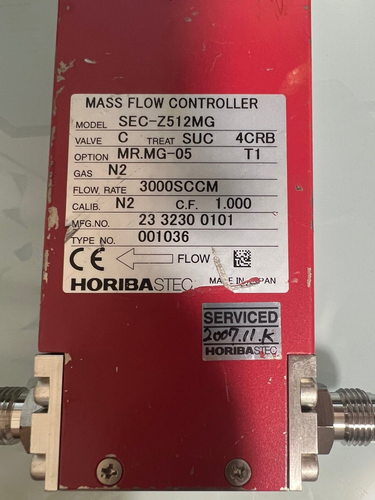 MASS FLOW CONTROLLER
MODEL SEC-Z512MG
VALVE C TREAT SUC 4CRB
OPTION MR.MG-05 T1
GAS N2
FLOW. RATE 3000SCCM
CALIB. N2 C.F. 1.000
MFG.NO. 23 3230 0101
TYPE NO. 001036
CE FLOW
HORIBASTEC MADE IN JAPAN
SERVICED
2007.11.K
HORIBASTEC